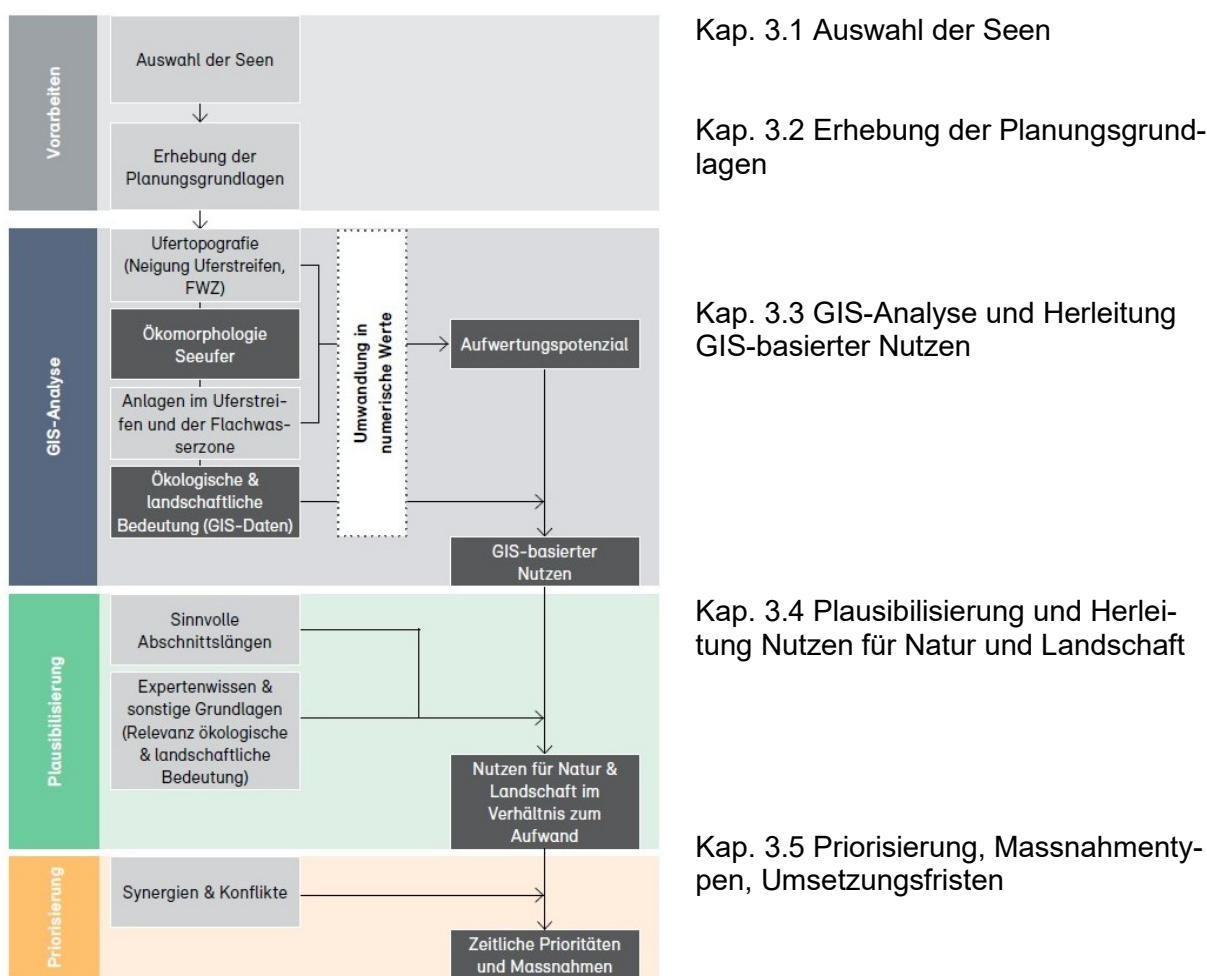 Vorarbeiten
Auswahl der Seen
Erhebung der
Planungsgrundlagen
Kap. 3.1 Auswahl der Seen
Kap. 3.2 Erhebung der Planungsgrund-
lagen
GIS-Analyse
Ufertopografie
(Neigung Uferstreifen,
FWZ)
Ökomorphologie
Seeufer
Anlagen im Uferstrei-
fen und der Flachwas-
serzone
Ökologische &
landschaftliche
Bedeutung (GIS-Daten)
Umwandlung in
numerische Werte
Aufwertungspotenzial
GIS-basierter
Nutzen
Kap. 3.3 GIS-Analyse und Herleitung
GIS-basierter Nutzen
Plausibilisierung
Sinnvolle
Abschnittslängen
Expertenwissen &
sonstige Grundlagen
(Relevanz ökologische
& landschaftliche
Bedeutung)
Nutzen für Natur &
Landschaft im
Verhältnis zum
Aufwand
Kap. 3.4 Plausibilisierung und Herlei-
tung Nutzen für Natur und Landschaft
Priorisierung
Synergien & Konflikte
Zeitliche Prioritäten
und Massnahmen
Kap. 3.5 Priorisierung, Massnahmenty-
pen, Umsetzungsfristen